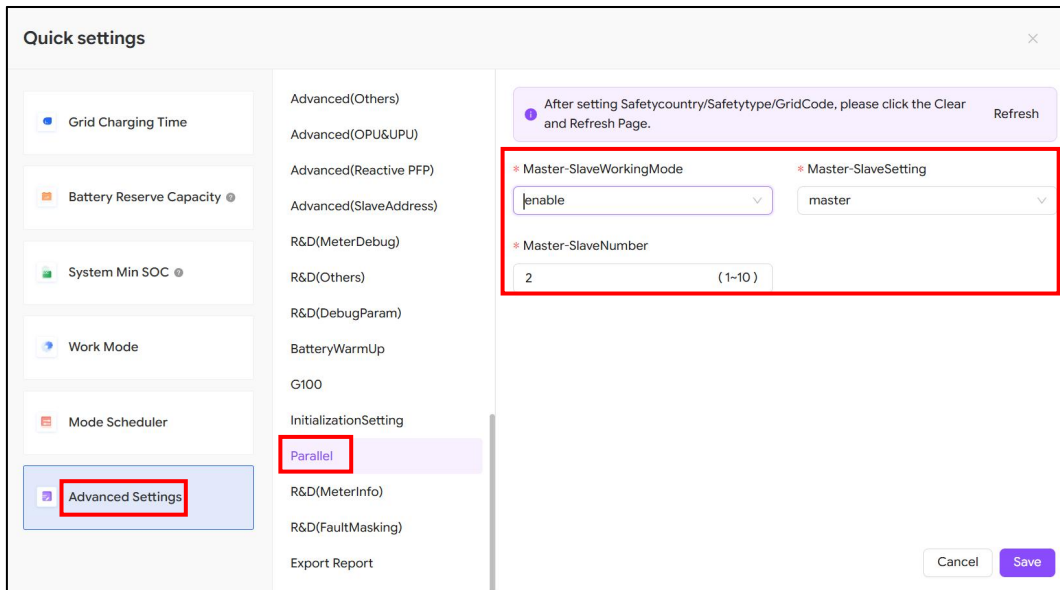 Quick settings
Grid Charging Time
Battery Reserve Capacity
System Min SOC
Work Mode
Mode Scheduler
Advanced Settings
Advanced(Others)
Advanced(OPU&UPU)
Advanced(Reactive PFP)
Advanced(SlaveAddress)
R&D(MeterDebug)
R&D(Others)
R&D(DebugParam)
BatteryWarmUp
G100
InitializationSetting
Parallel
R&D(MeterInfo)
R&D(FaultMasking)
Export Report
After setting Safetycountry/Safetytype/GridCode, please click the Clear
and Refresh Page.
Refresh
* Master-SlaveWorkingMode
enable
* Master-SlaveSetting
master
* Master-SlaveNumber
2 (1~10)
Cancel
Save